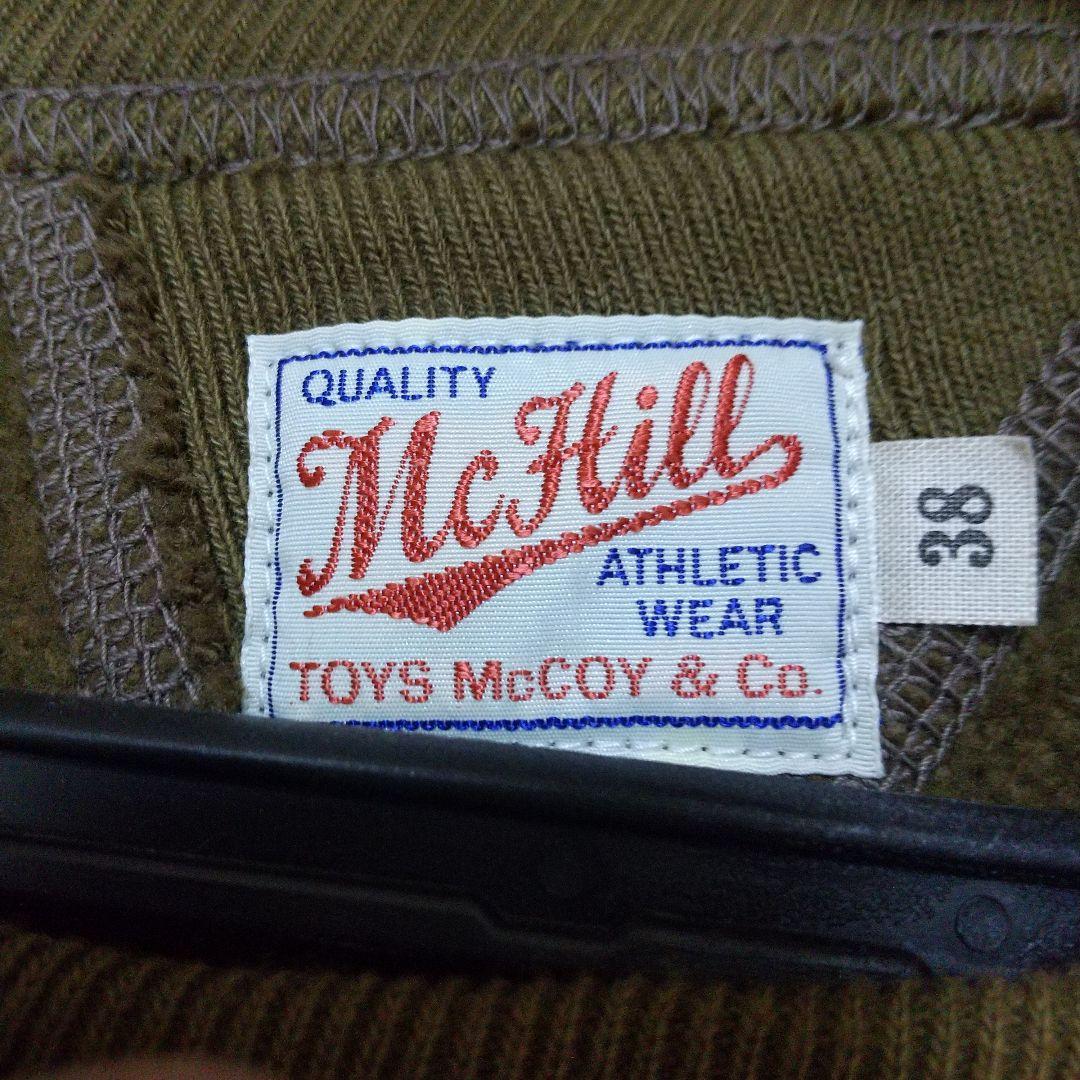 QUALITY
McHill
ATHLETIC
WEAR
TOYS McCOY & Co.
38